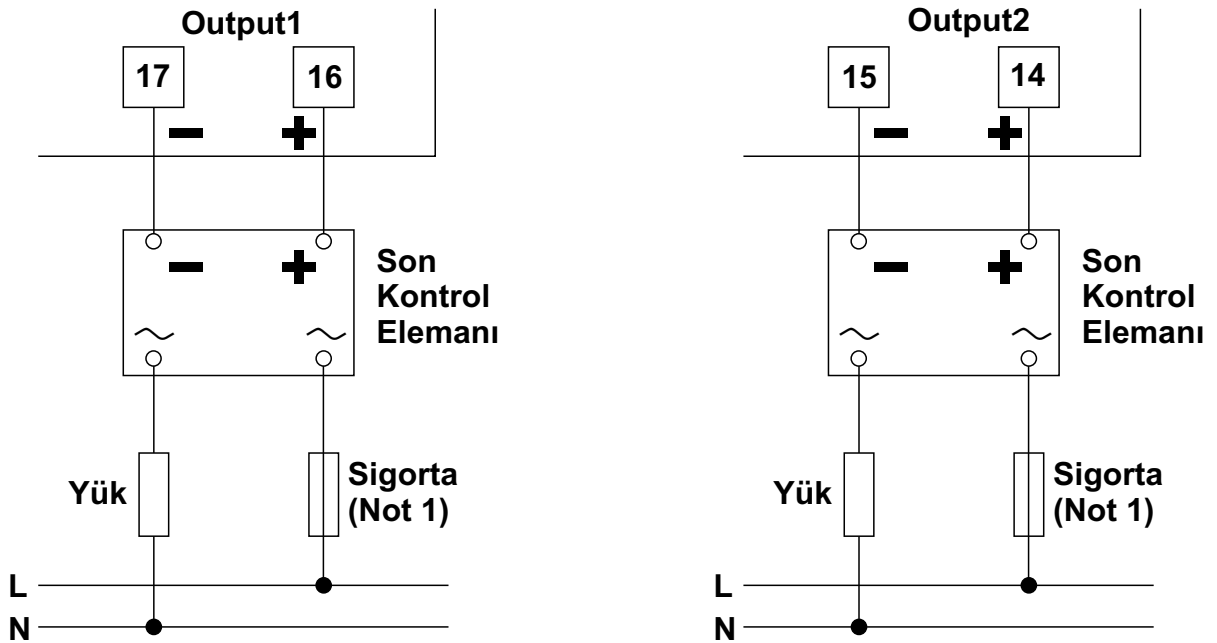 Output1
17
16
Son
Kontrol
Elemanı
Yük
Sigorta
(Not 1)
L
N
Output2
15
14
Son
Kontrol
Elemanı
Yük
Sigorta
(Not 1)
L
N